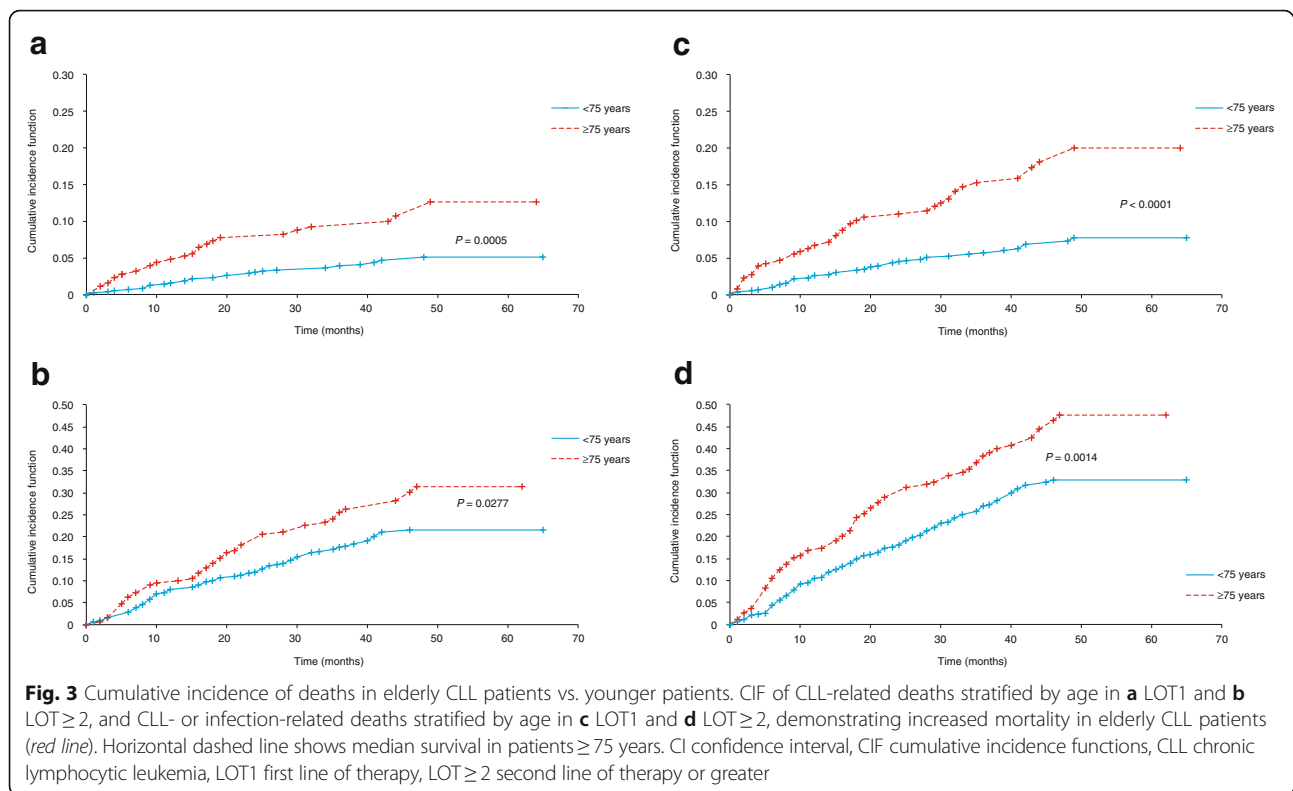 a
0.30
0.25
0.20
0.15
0.10
0.05
0
Cumulative incidence function
<75 years
≥75 years
P = 0.0005
0 10 20 30 40 50 60 70
Time (months)
c
0.30
0.25
0.20
0.15
0.10
0.05
0
Cumulative incidence function
<75 years
≥75 years
P < 0.0001
0 10 20 30 40 50 60 70
Time (months)
b
0.50
0.45
0.40
0.35
0.30
0.25
0.20
0.15
0.10
0.05
0
Cumulative incidence function
<75 years
≥75 years
P = 0.0277
0 10 20 30 40 50 60 70
Time (months)
d
0.50
0.45
0.40
0.35
0.30
0.25
0.20
0.15
0.10
0.05
0
Cumulative incidence function
P = 0.0014
<75 years
≥75 years
0 10 20 30 40 50 60 70
Time (months)
Fig. 3 Cumulative incidence of deaths in elderly CLL patients vs. younger patients. CIF of CLL-related deaths stratified by age in a LOT1 and b
LOT ≥ 2, and CLL- or infection-related deaths stratified by age in c LOT1 and d LOT ≥ 2, demonstrating increased mortality in elderly CLL patients
(red line). Horizontal dashed line shows median survival in patients ≥ 75 years. CI confidence interval, CIF cumulative incidence functions, CLL chronic
lymphocytic leukemia, LOT1 first line of therapy, LOT ≥ 2 second line of therapy or greater